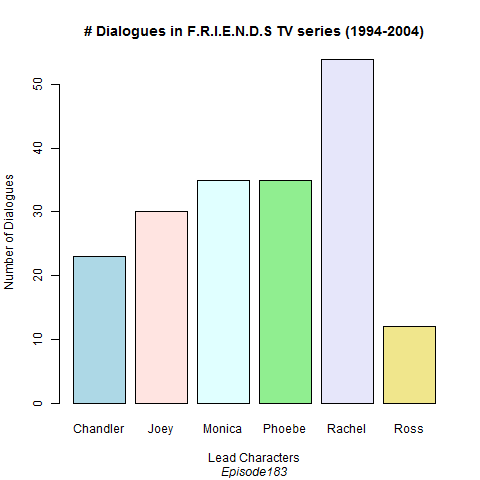 # Dialogues in F.R.I.E.N.D.S TV series (1994-2004)
Number of Dialogues
50
40
30
20
10
0
Chandler Joey Monica Phoebe Rachel Ross
Lead Characters
Episode183